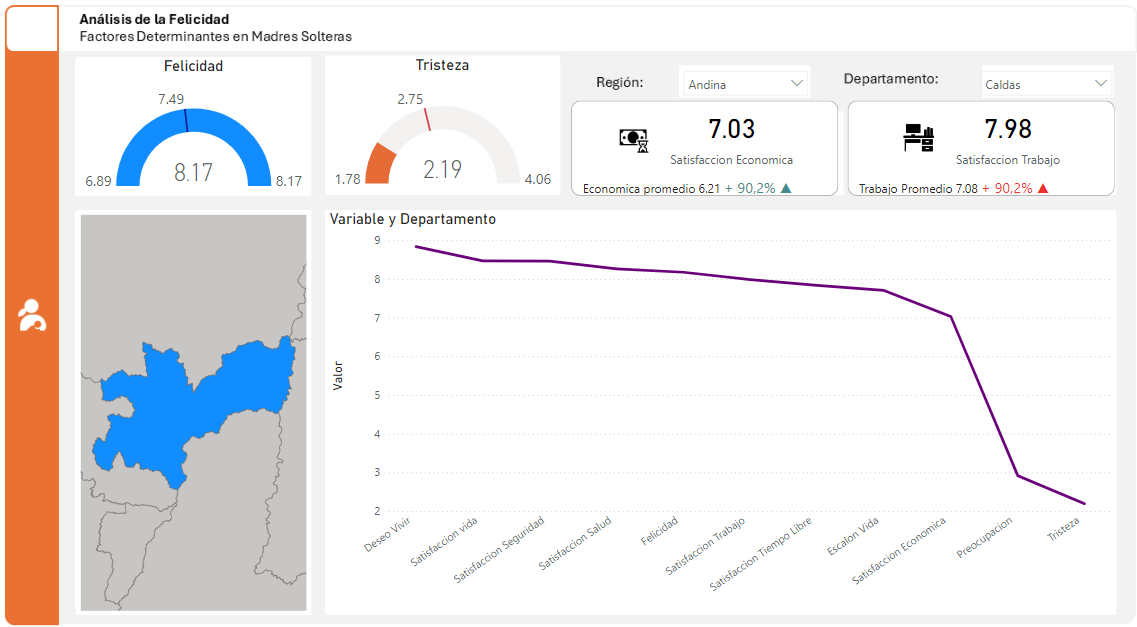 Análisis de la Felicidad
Factores Determinantes en Madres Solteras
Felicidad
7.49
8.17
6.89
8.17
Tristeza
2.75
2.19
1.78
4.06
Región:
Andina
Departamento:
Caldas
7.03
Satisfaccion Economica
Economica promedio 6.21 + 90,2% ▲
7.98
Satisfaccion Trabajo
Trabajo Promedio 7.08 + 90,2% ▲
Variable y Departamento
Valor
9
8
7
6
5
4
3
2
Deseo Vivir
Satisfaccion vida
Satisfaccion Seguridad
Satisfaccion Salud
Felicidad
Satisfaccion Trabajo
Satisfaccion Tiempo Libre
Escalon Vida
Satisfaccion Economica
Preocupacion
Tristeza